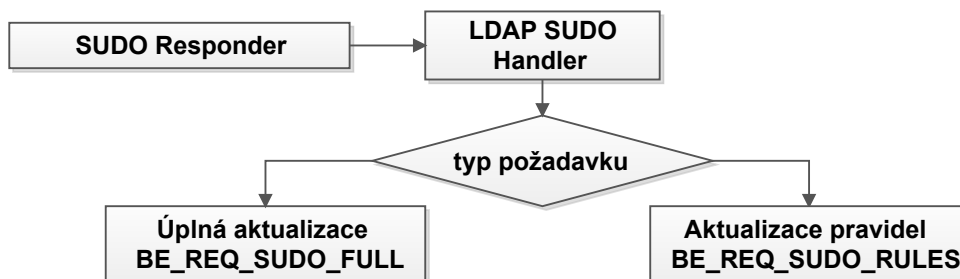 SUDO Responder
LDAP SUDO
Handler
typ požadavku
Úplná aktualizace
BE_REQ_SUDO_FULL
Aktualizace pravidel
BE_REQ_SUDO_RULES